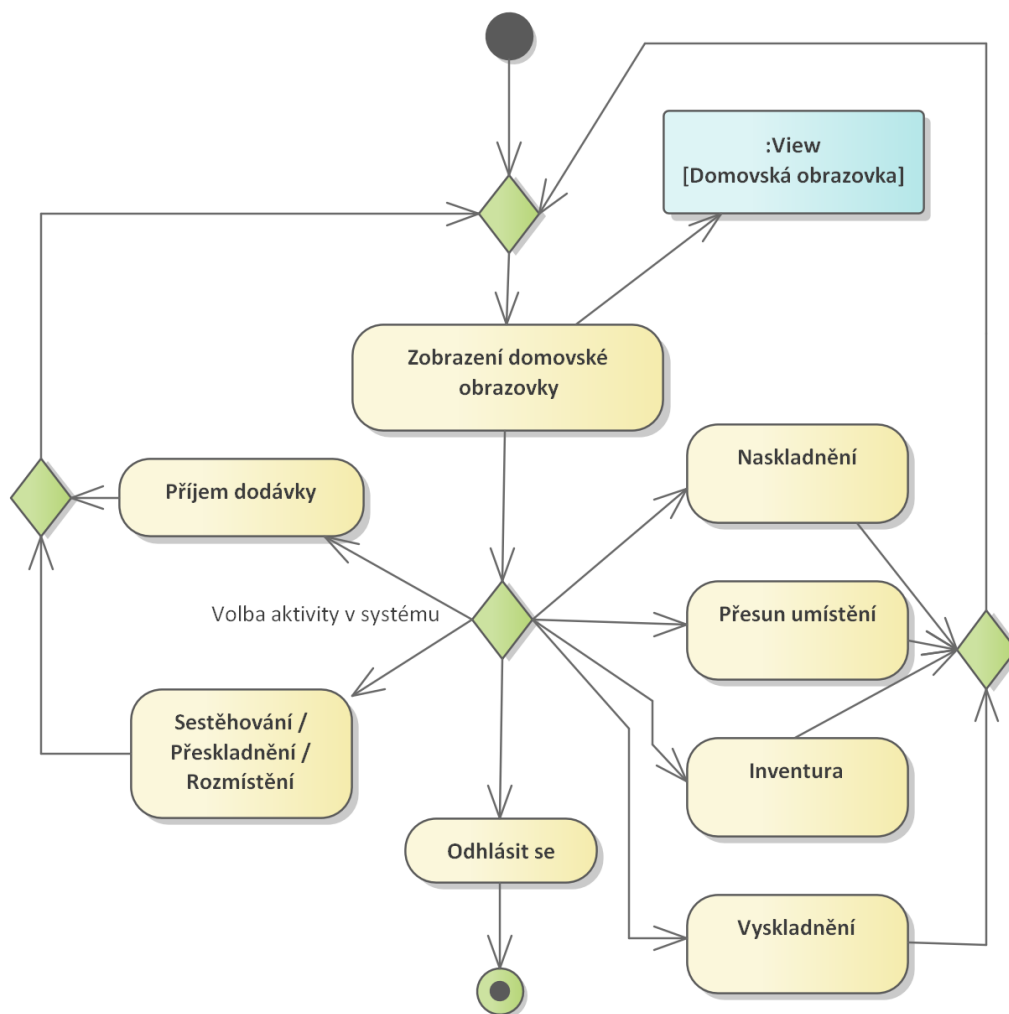 :View
[Domovská obrazovka]
Zobrazení domovské
obrazovky
Naskladnění
Příjem dodávky
Volba aktivity v systému
Přesun umístění
Sestěhování /
Přeskladnění /
Rozmístění
Inventura
Odhlásit se
Vyskladnění